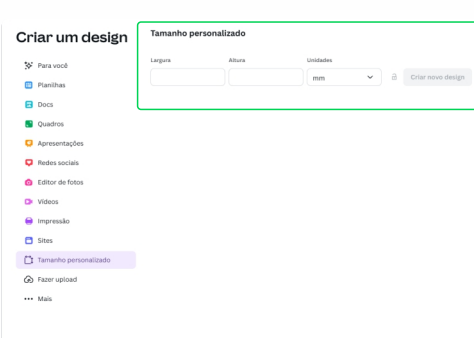 Criar um design
Para você
Planilhas
Docs
Quadros
Apresentações
Redes sociais
Editor de fotos
Vídeos
Impressão
Sites
Tamanho personalizado
Fazer upload
Mais
Tamanho personalizado
Largura Altura Unidades
mm Criar novo design